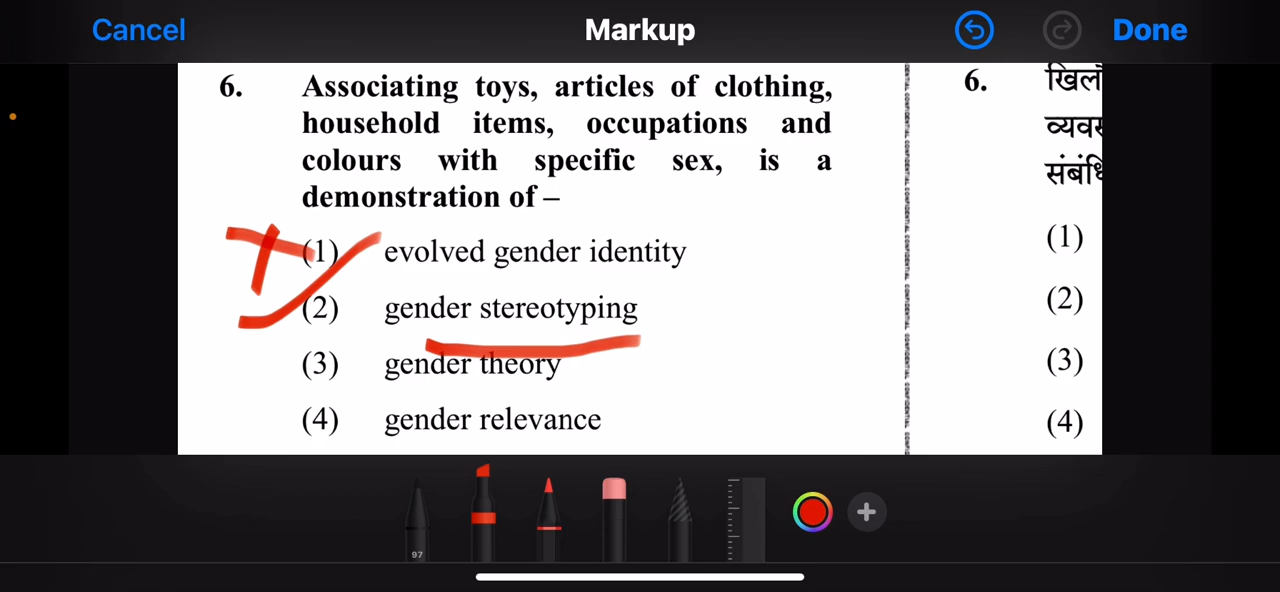 Cancel
Markup
Done
6.
Associating toys, articles of clothing,
household items, occupations and
colours with specific sex, is a
demonstration of –
(1) evolved gender identity
(2) gender stereotyping
(3) gender theory
(4) gender relevance
6.
(1)
(2)
(3)
(4)
97